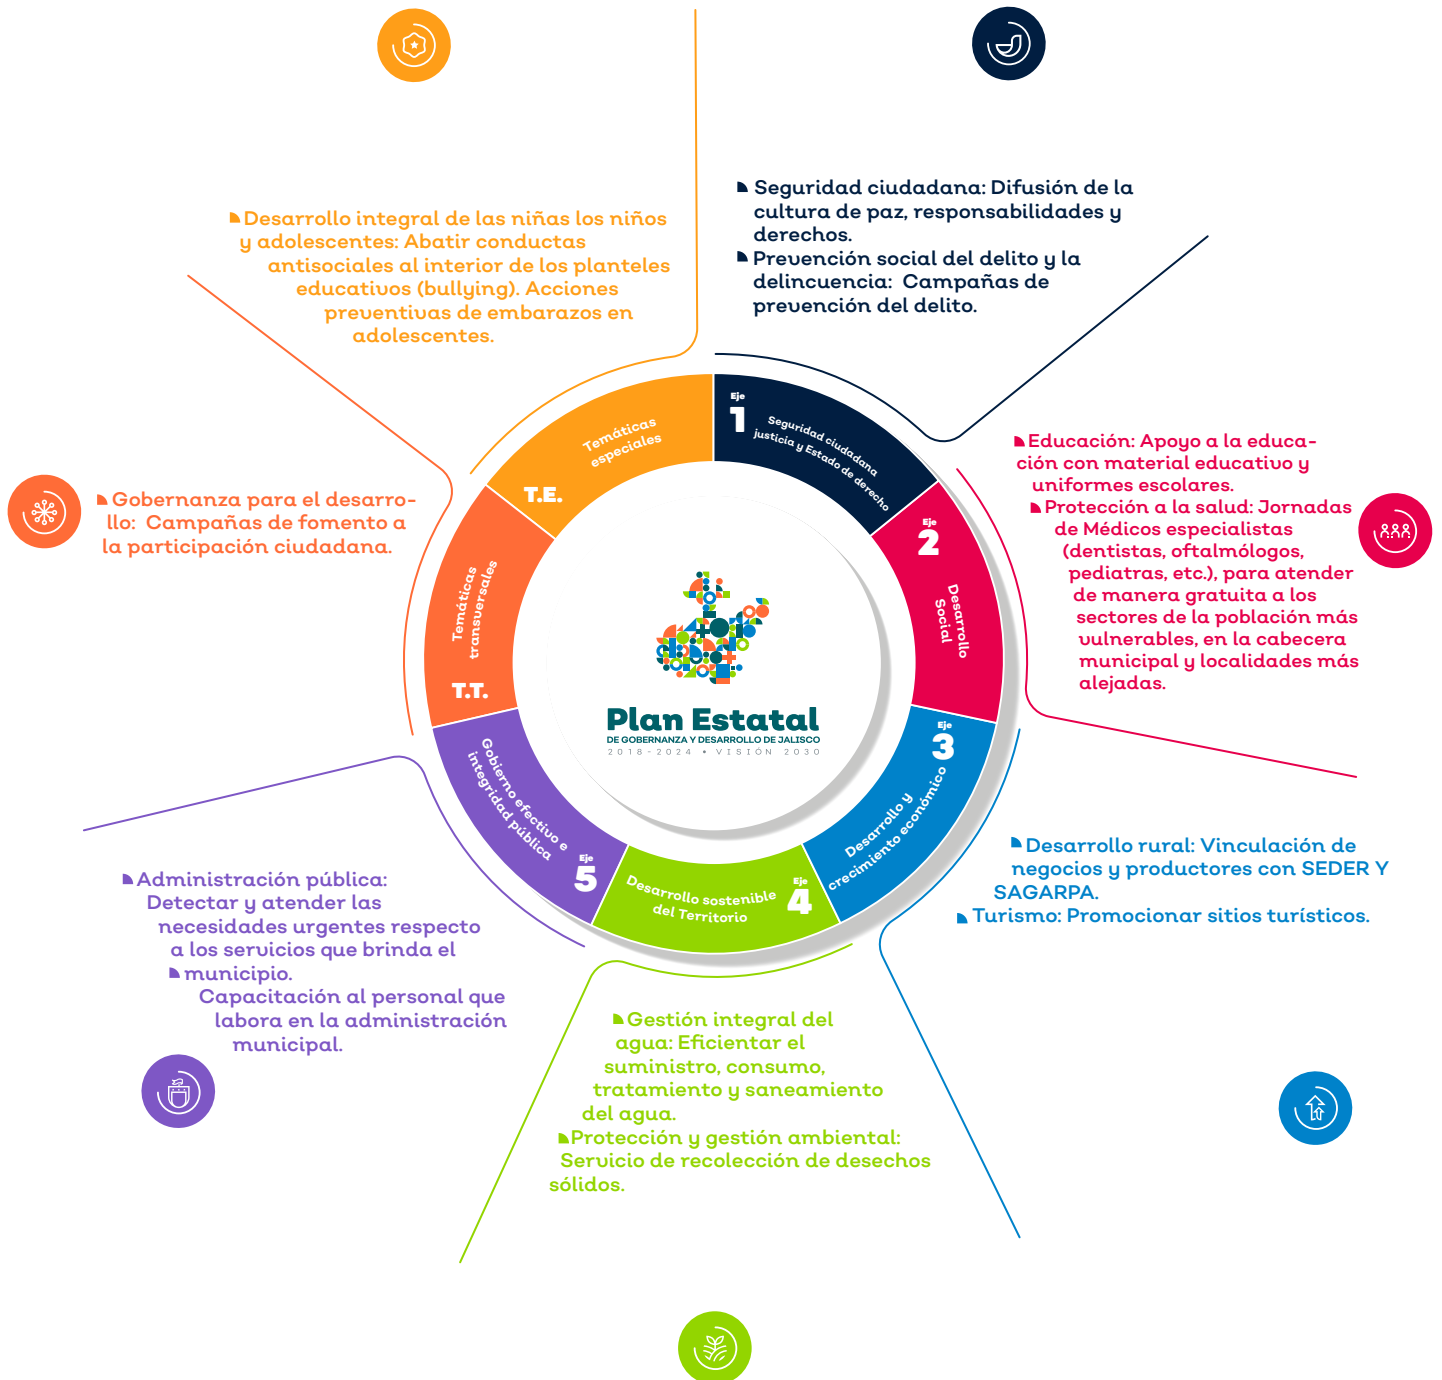 Seguridad ciudadana: Difusión de la
cultura de paz, responsabilidades y
derechos.
Prevención social del delito y la
delincuencia: Campañas de
prevención del delito.
Desarrollo integral de las niñas los niños
y adolescentes: Abatir conductas
antisociales al interior de los planteles
educativos (bullying). Acciones
preventivas de embarazos en
adolescentes.
Eje
1
Seguridad ciudadana
justicia y Estado de derecho
Temáticas
especiales
T.E.
Educación: Apoyo a la educa-
ción con material educativo y
uniformes escolares.
Protección a la salud: Jornadas
de Médicos especialistas
(dentistas, oftalmólogos,
pediatras, etc.), para atender
de manera gratuita a los
sectores de la población más
vulnerables, en la cabecera
municipal y localidades más
alejadas.
Gobernanza para el desarro-
llo: Campañas de fomento a
la participación ciudadana.
Eje
2
Desarrollo
Social
Temáticas
transversales
T.T.
Plan Estatal
DE GOBERNANZA Y DESARROLLO DE JALISCO
2018-2024 • VISIÓN 2030
Eje
3
Desarrollo y
crecimiento económico
Gobierno efectivo e
integridad pública
Eje
5
Desarrollo sostenible
del Territorio
Eje
4
Desarrollo rural: Vinculación de
negocios y productores con SEDER Y
SAGARPA.
Turismo: Promocionar sitios turísticos.
Administración pública:
Detectar y atender las
necesidades urgentes respecto
a los servicios que brinda el
municipio.
Capacitación al personal que
labora en la administración
municipal.
Gestión integral del
agua: Eficientar el
suministro, consumo,
tratamiento y saneamiento
del agua.
Protección y gestión ambiental:
Servicio de recolección de desechos
sólidos.